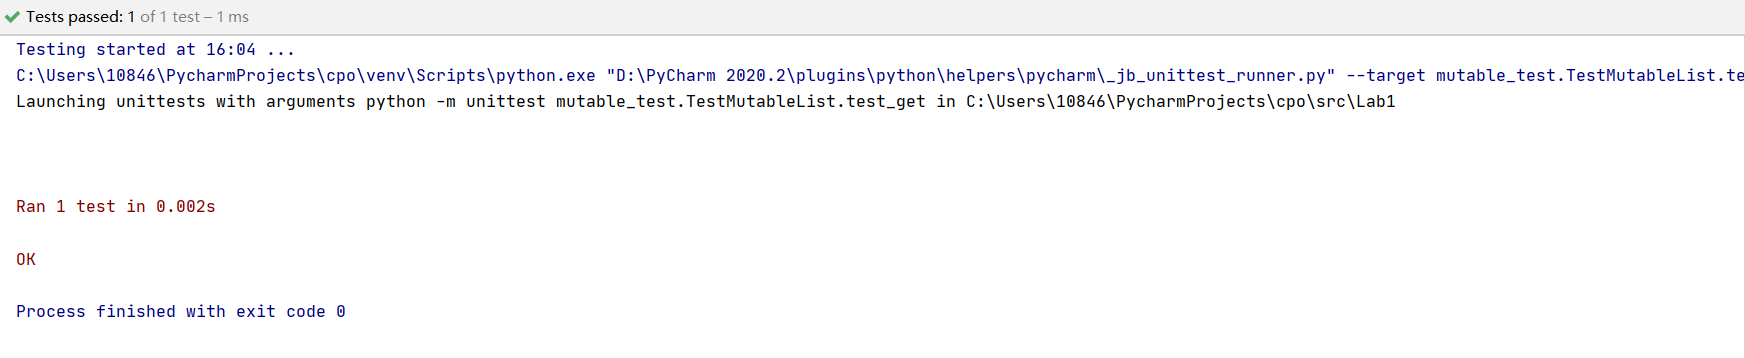 Tests passed: 1 of 1 test – 1 ms
Testing started at 16:04 ...
C:\Users\10846\PycharmProjects\cpo\venv\Scripts\python.exe "D:\PyCharm 2020.2\plugins\python\helpers\pycharm\_jb_unittest_runner.py" --target mutable_test.TestMutableList.te
Launching unittests with arguments python -m unittest mutable_test.TestMutableList.test_get in C:\Users\10846\PycharmProjects\cpo\src\Lab1
Ran 1 test in 0.002s
OK
Process finished with exit code 0